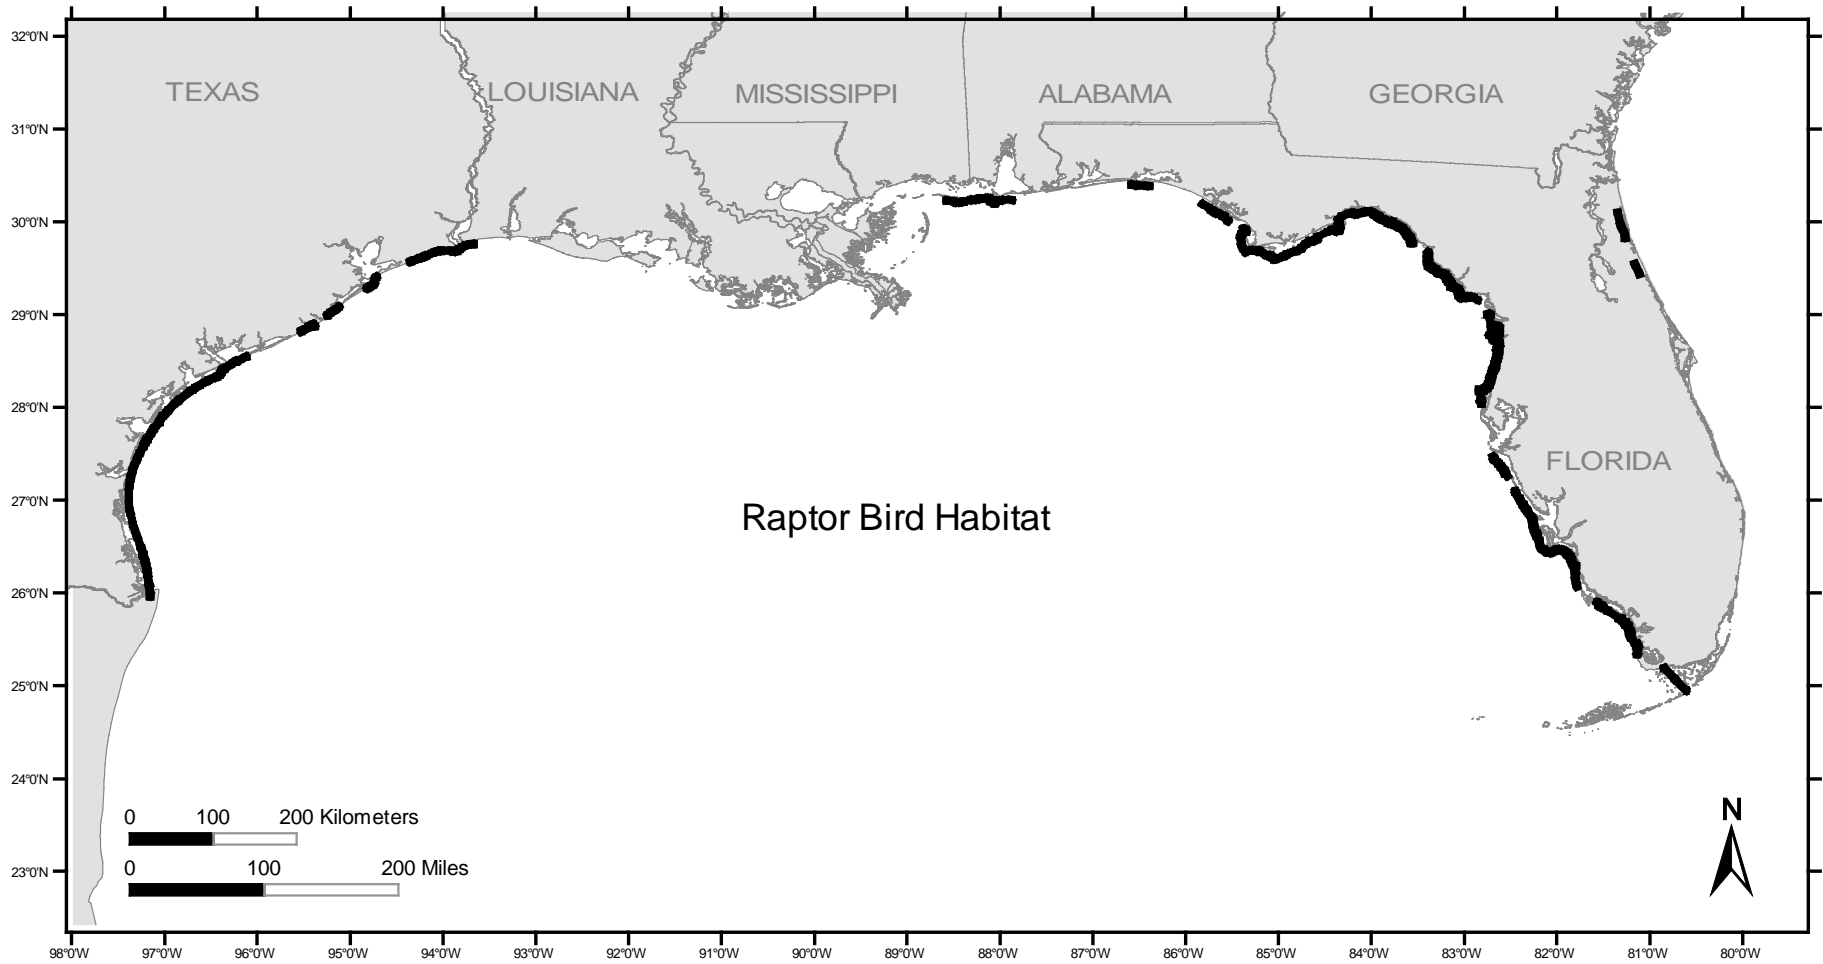 32°0'N
TEXAS LOUISIANA MISSISSIPPI ALABAMA GEORGIA
31°0'N
30°0'N
29°0'N
28°0'N
FLORIDA
27°0'N
Raptor Bird Habitat
26°0'N
25°0'N
24°0'N
0 100 200 Kilometers
N
0 100 200 Miles
23°0'N
98°0'W 97°0'W 96°0'W 95°0'W 94°0'W 93°0'W 92°0'W 91°0'W 90°0'W 89°0'W 88°0'W 87°0'W 86°0'W 85°0'W 84°0'W 83°0'W 82°0'W 81°0'W 80°0'W